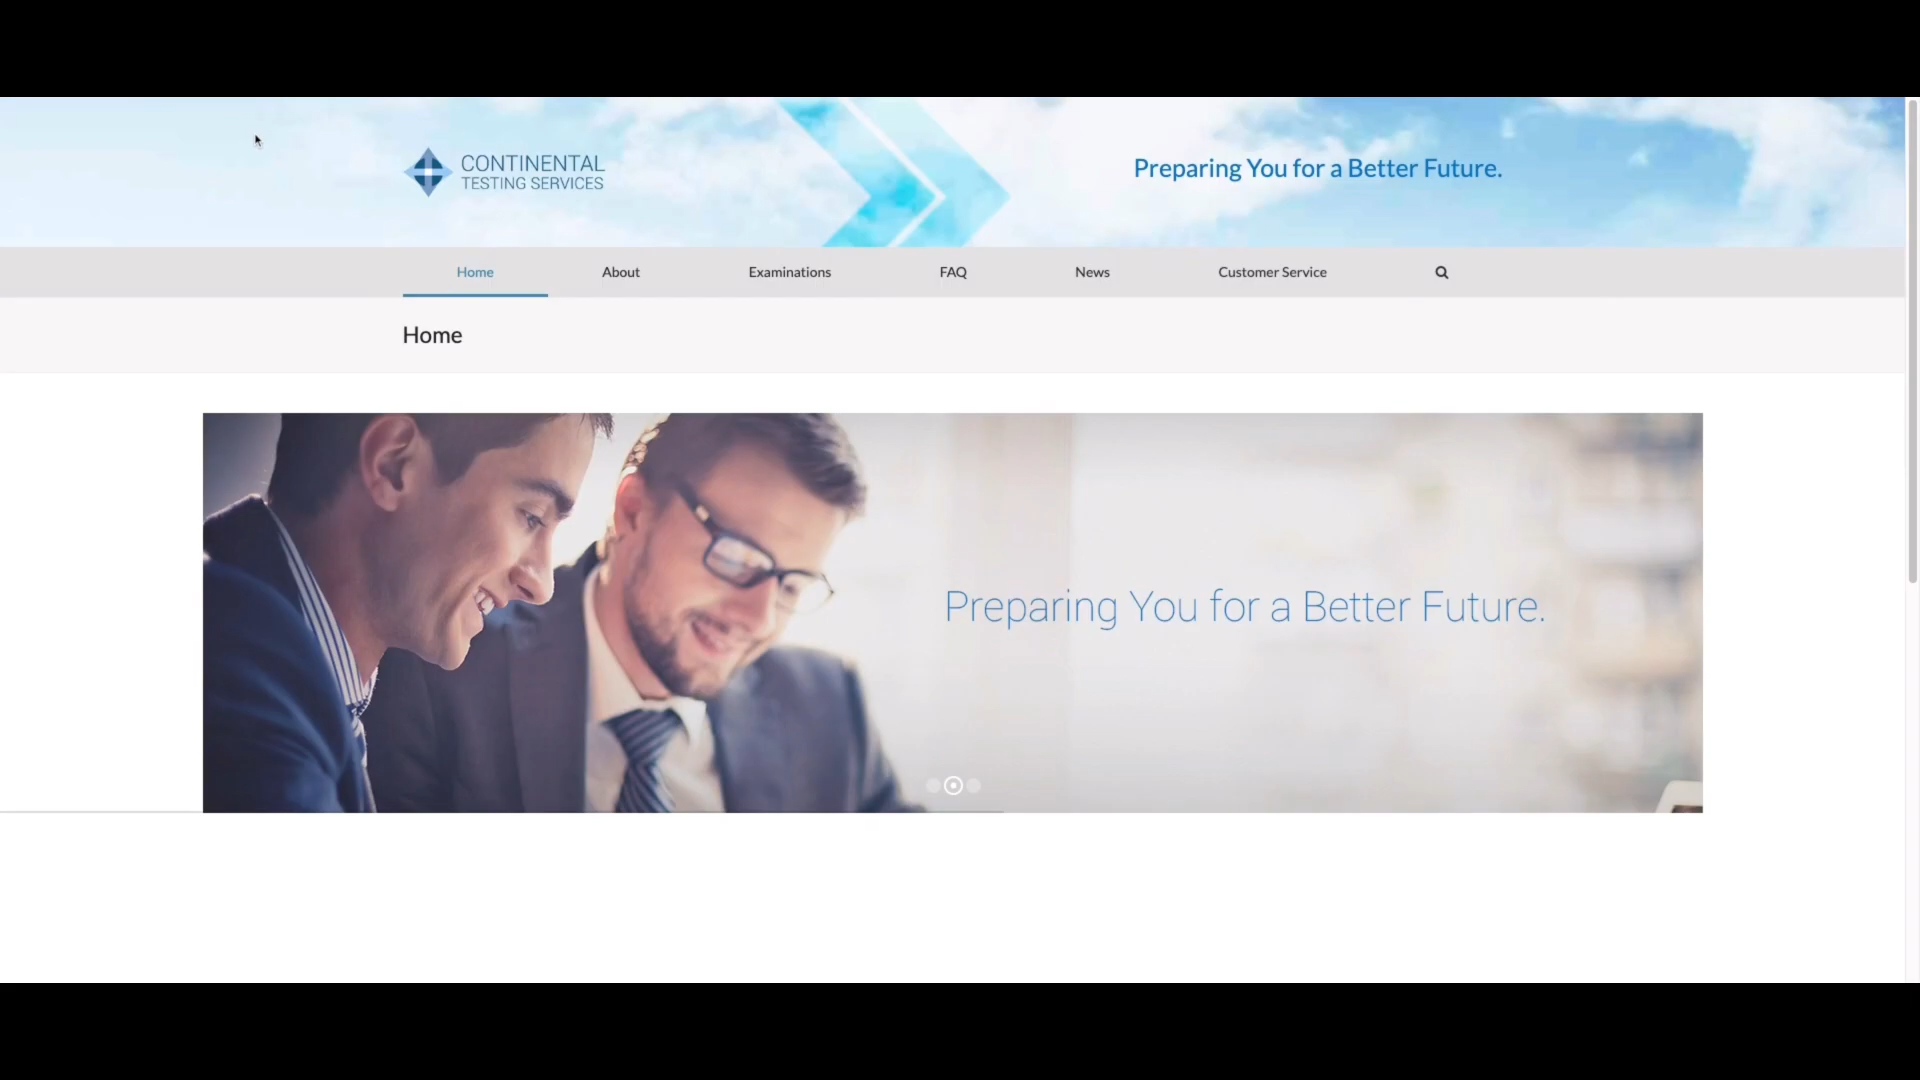 CONTINENTAL
TESTING SERVICES
Preparing You for a Better Future.
Home
About
Examinations
FAQ
News
Customer Service
Home
Preparing You for a Better Future.